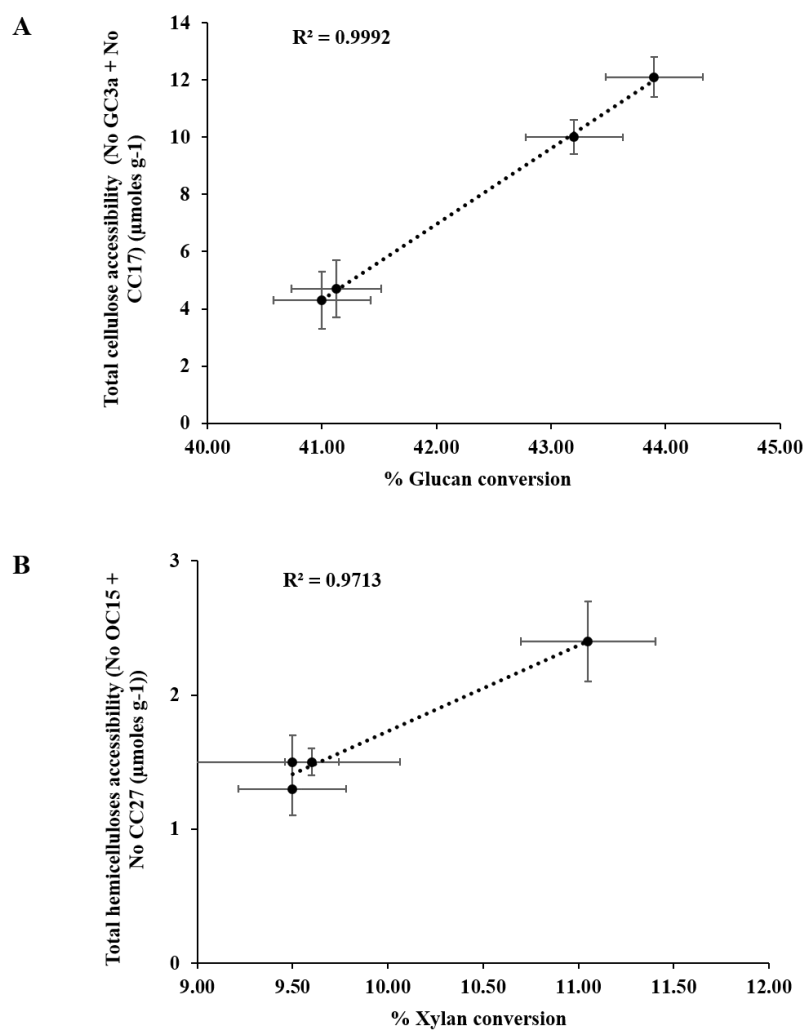 A
R² = 0.9992
Total cellulose accessibility (No GC3a + No
CC17) (µmoles g-1)
14
12
10
8
6
4
2
0
40.00 41.00 42.00 43.00 44.00 45.00
% Glucan conversion
B
R² = 0.9713
Total hemicelluloses accessibility (No OC15 +
No CC27 (µmoles g-1))
3
2
1
0
9.00 9.50 10.00 10.50 11.00 11.50 12.00
% Xylan conversion